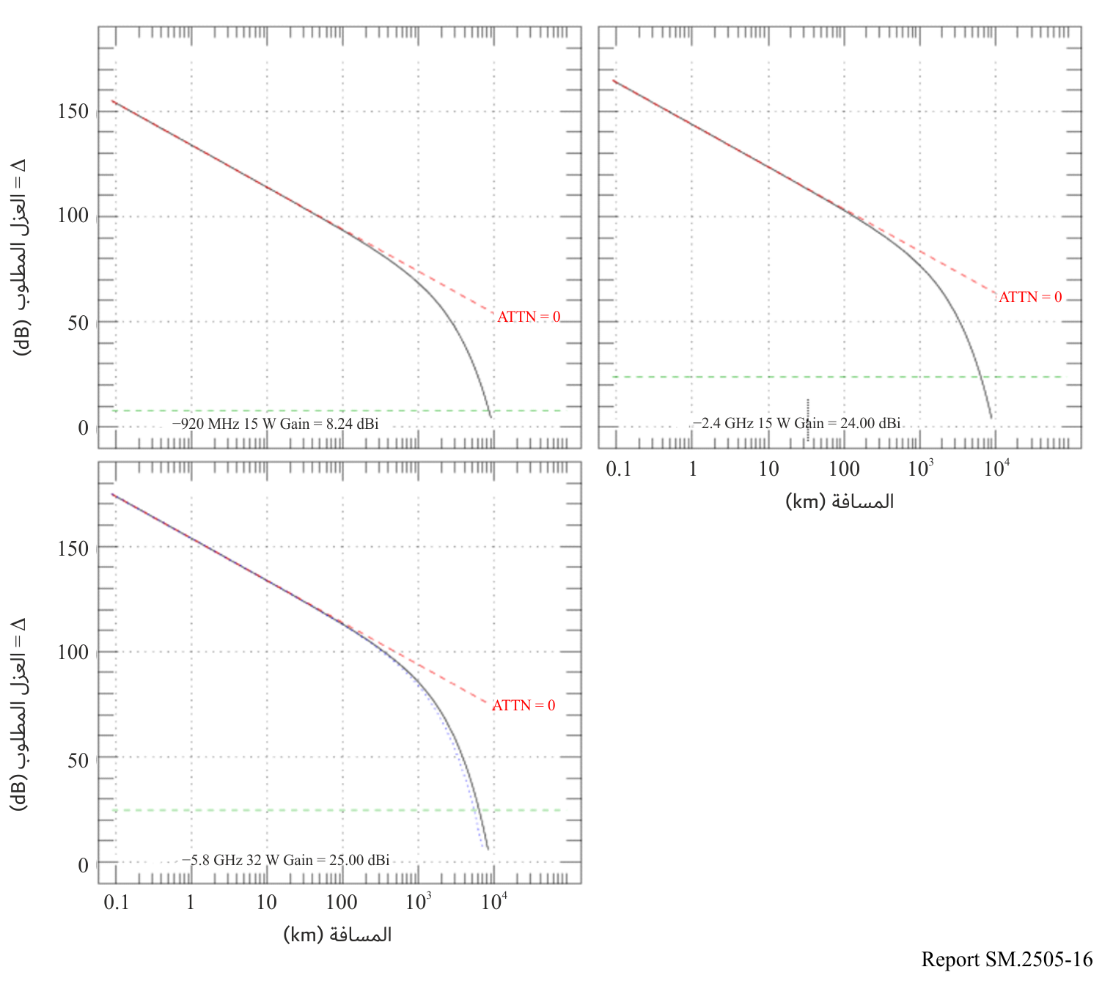 Δ = العزل المطلوب (dB)
150
100
50
0
ATTN = 0
−920 MHz 15 W Gain = 8.24 dBi
ATTN = 0
−2.4 GHz 15 W Gain = 24.00 dBi
0.1 1 10 100 10³ 10⁴
المسافة (km)
Δ = العزل المطلوب (dB)
150
100
50
0
ATTN = 0
−5.8 GHz 32 W Gain = 25.00 dBi
0.1 1 10 100 10³ 10⁴
المسافة (km)
Report SM.2505-16